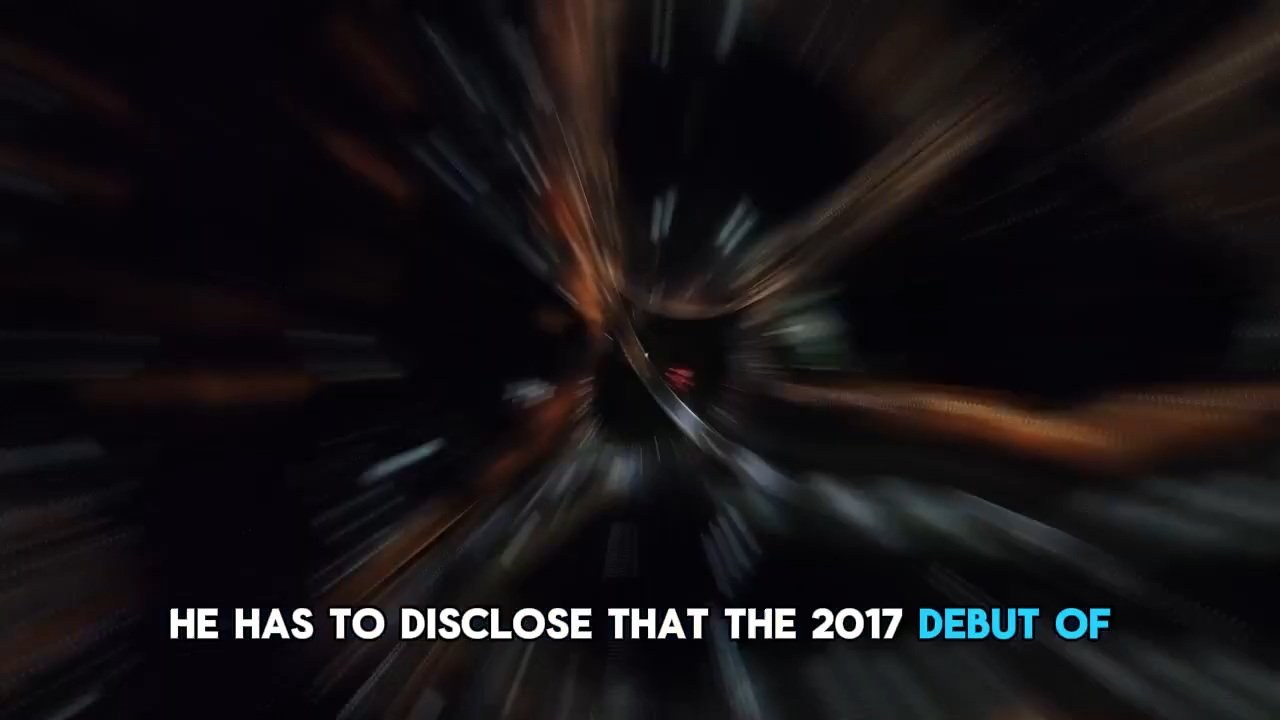 HE HAS TO DISCLOSE THAT THE 2017 DEBUT OF